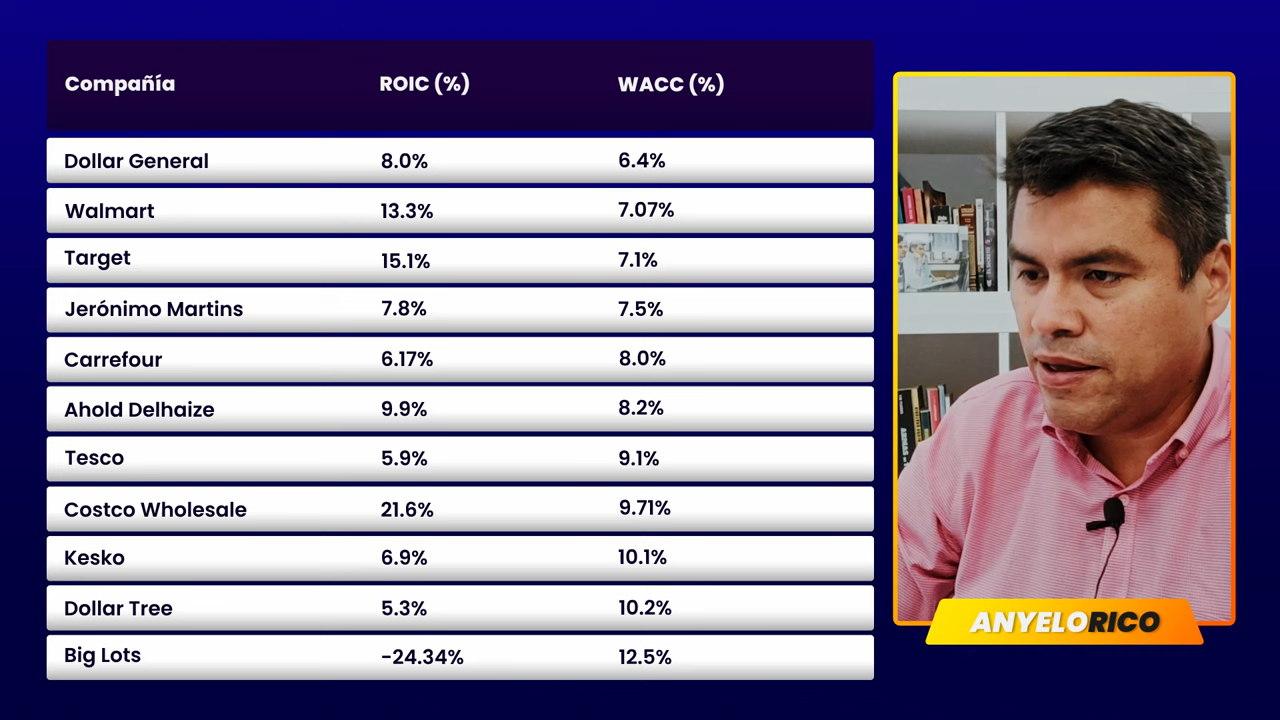 Compañía ROIC (%) WACC (%)
Dollar General 8.0% 6.4%
Walmart 13.3% 7.07%
Target 15.1% 7.1%
Jerónimo Martins 7.8% 7.5%
Carrefour 6.17% 8.0%
Ahold Delhaize 9.9% 8.2%
Tesco 5.9% 9.1%
Costco Wholesale 21.6% 9.71%
Kesko 6.9% 10.1%
Dollar Tree 5.3% 10.2%
Big Lots -24.34% 12.5%
ANYELORICO